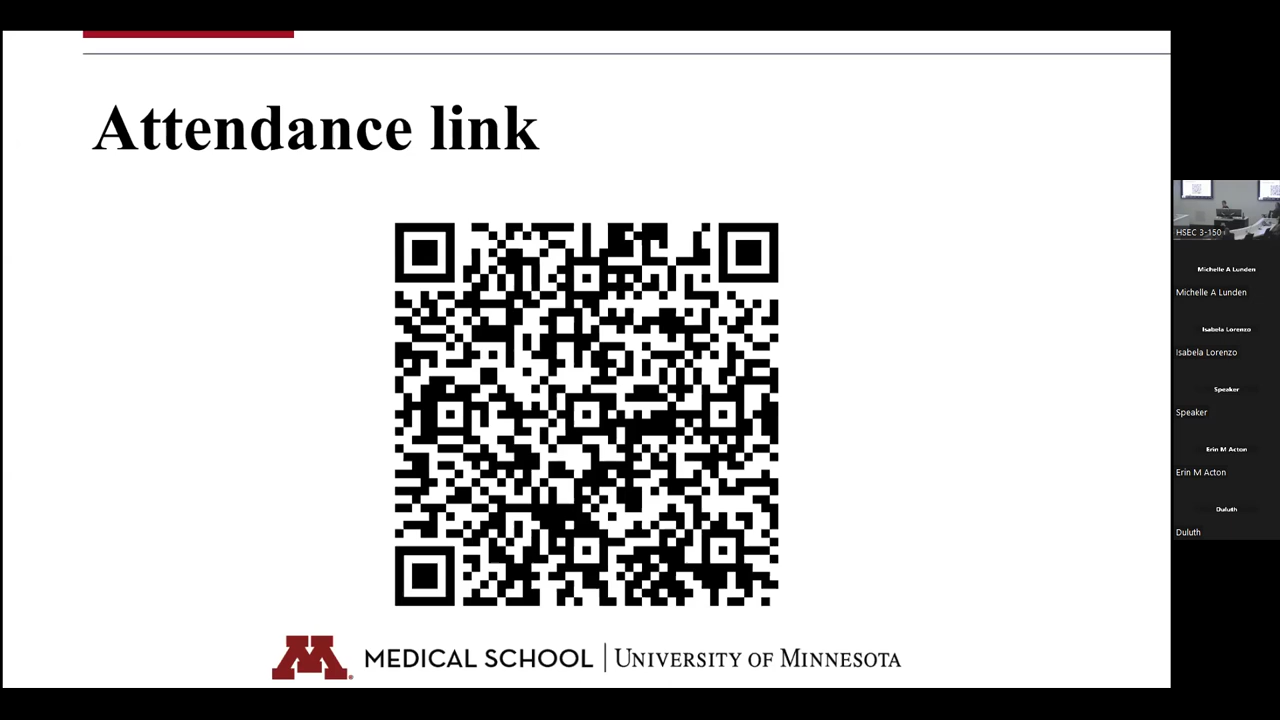 Attendance link
M MEDICAL SCHOOL | UNIVERSITY OF MINNESOTA
HSEC 3-150
Michelle A Lunden
Michelle A Lunden
Isabela Lorenzo
Isabela Lorenzo
Speaker
Speaker
Erin M Acton
Erin M Acton
Duluth
Duluth